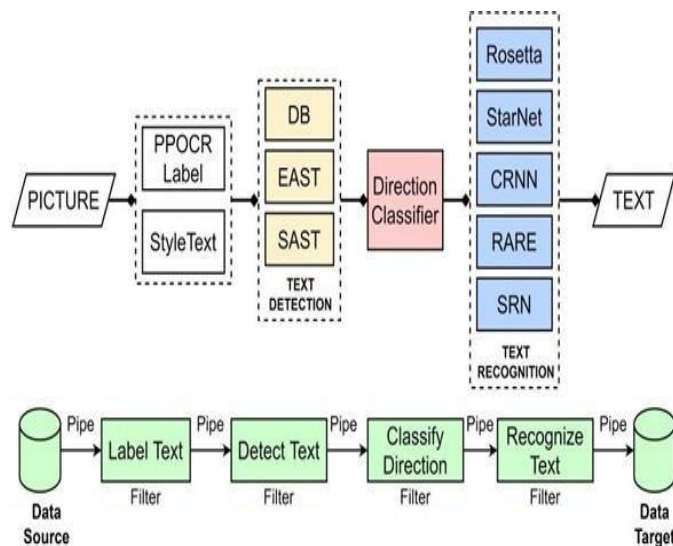 PICTURE
PPOCR
Label
StyleText
DB
EAST
SAST
TEXT
DETECTION
Direction
Classifier
Rosetta
StarNet
CRNN
RARE
SRN
TEXT
RECOGNITION
TEXT
Data
Source
Pipe
Label Text
Filter
Pipe
Detect Text
Filter
Pipe
Classify
Direction
Filter
Pipe
Recognize
Text
Filter
Pipe
Data
Target